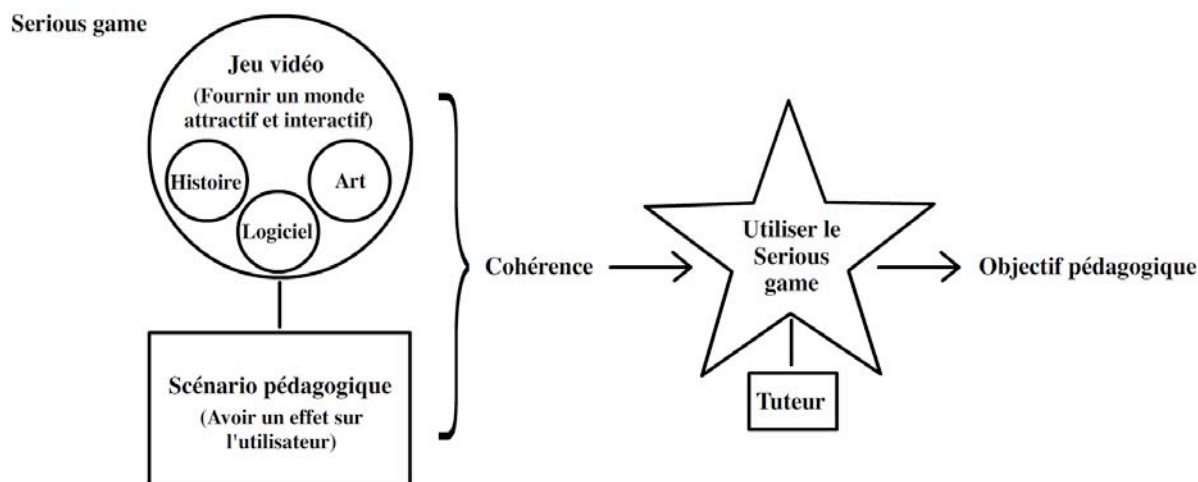 Serious game
Jeu vidéo
(Fournir un monde
attractif et interactif)
Histoire
Art
Logiciel
Scénario pédagogique
(Avoir un effet sur
l'utilisateur)
Cohérence
Utiliser le
Serious
game
Tuteur
Objectif pédagogique